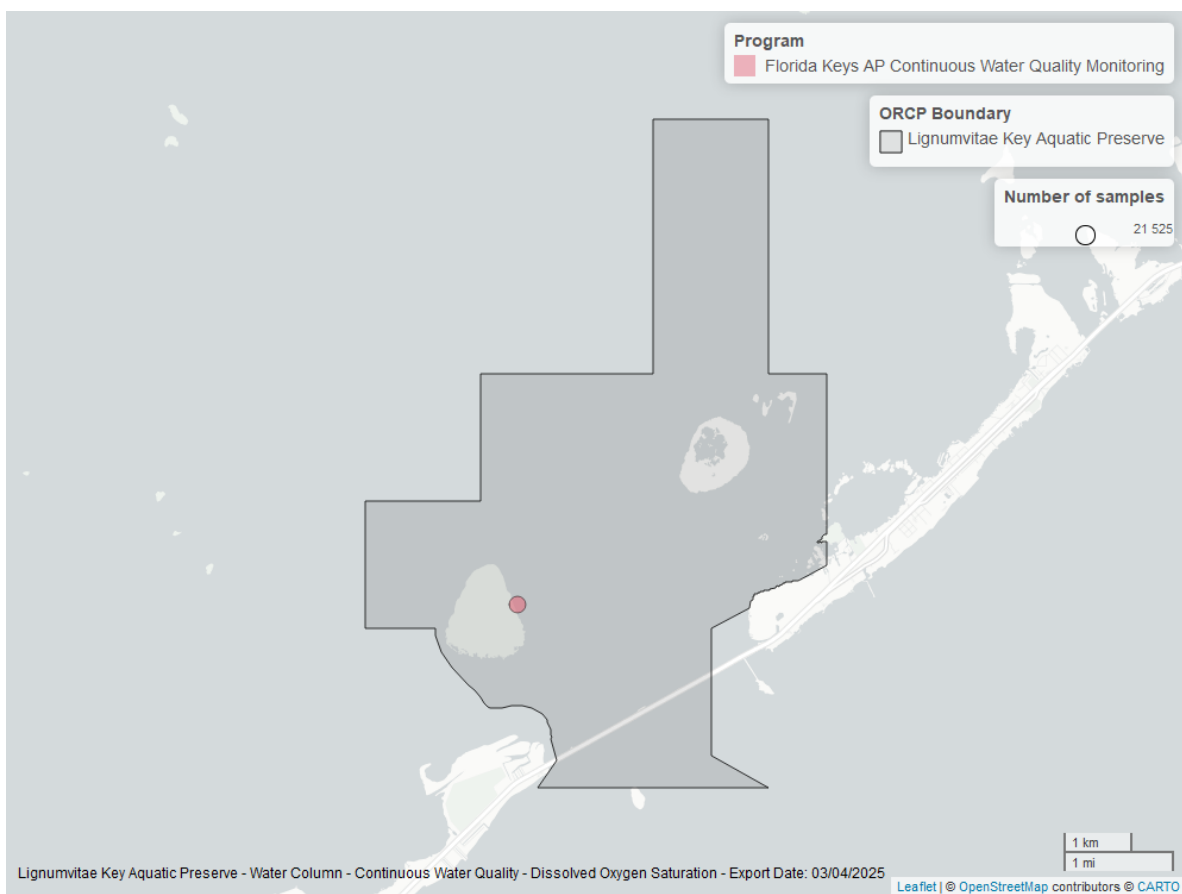 Program
Florida Keys AP Continuous Water Quality Monitoring
ORCP Boundary
Lignumvitae Key Aquatic Preserve
Number of samples
21 525
1 km
1 mi
Lignumvitae Key Aquatic Preserve - Water Column - Continuous Water Quality - Dissolved Oxygen Saturation - Export Date: 03/04/2025
Leaflet | © OpenStreetMap contributors © CARTO